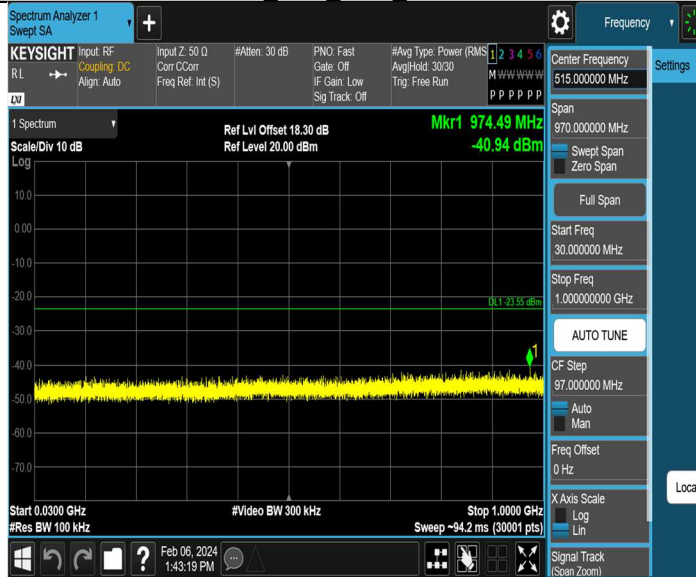 Spectrum Analyzer 1
Swept SA
+
Frequency
KEYSIGHT
RL
LXI
Input: RF
Coupling: DC
Align: Auto
Input Z: 50 Ω
Corr CCorr
Freq Ref: Int (S)
#Atten: 30 dB
PNO: Fast
Gate: Off
IF Gain: Low
Sig Track: Off
#Avg Type: Power (RMS
Avg|Hold: 30/30
Trig: Free Run
1 2 3 4 5 6
M W W W W W
P P P P P P
Center Frequency
515.000000 MHz
Settings
Span
970.000000 MHz
Swept Span
Zero Span
Full Span
Start Freq
30.000000 MHz
Stop Freq
1.000000000 GHz
AUTO TUNE
CF Step
97.000000 MHz
Auto
Man
Freq Offset
0 Hz
X Axis Scale
Log
Lin
Signal Track
(Span Zoom)
Loca
1 Spectrum
Scale/Div 10 dB
Log
Ref Lvl Offset 18.30 dB
Ref Level 20.00 dBm
Mkr1 974.49 MHz
-40.94 dBm
10.0
0.00
-10.0
-20.0
DL1 -23.55 dBm
-30.0
1
-40.0
-50.0
-60.0
-70.0
Start 0.0300 GHz
#Res BW 100 kHz
#Video BW 300 kHz
Stop 1.0000 GHz
Sweep ~94.2 ms (30001 pts)
?
Feb 06, 2024
1:43:19 PM